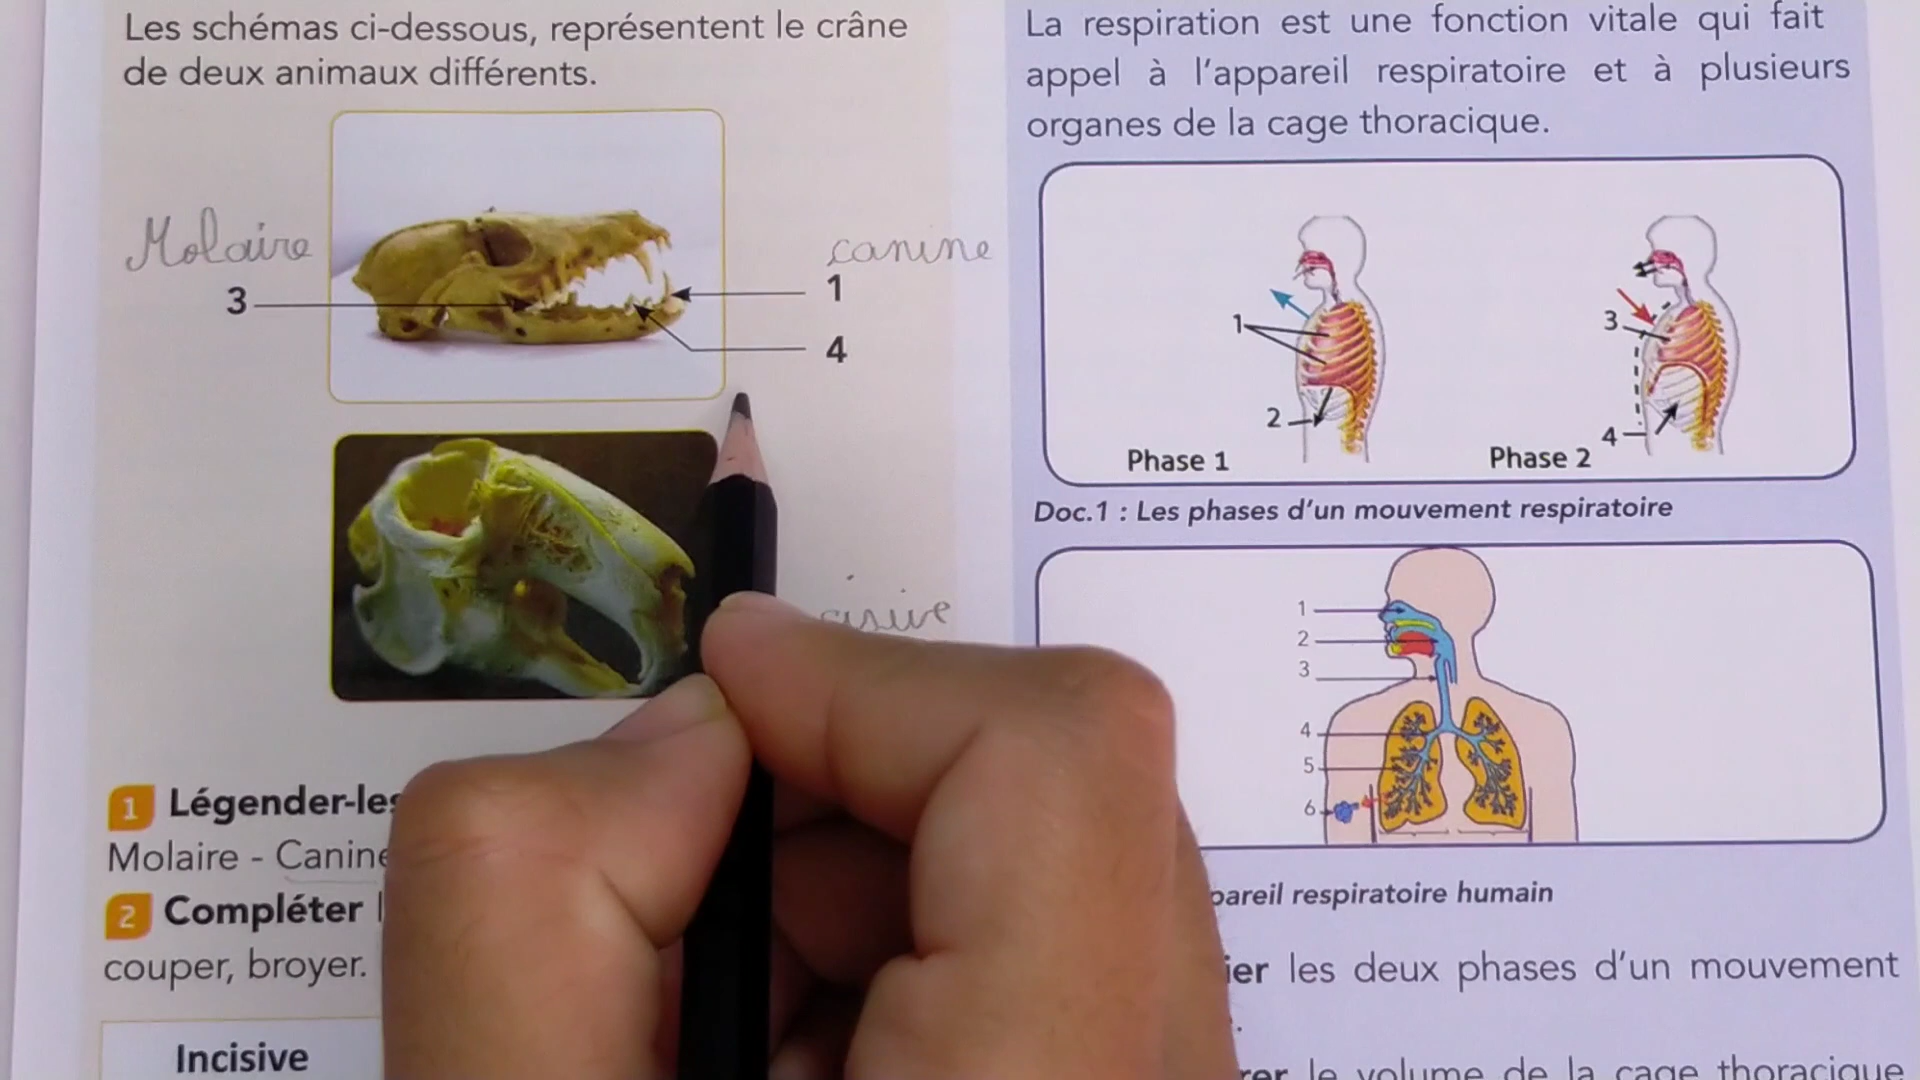 Les schémas ci-dessous, représentent le crâne
de deux animaux différents.
Molaire
canine
3
1
4
1 Légender-les
Molaire - Canine
2 Compléter
couper, broyer.
Incisive
La respiration est une fonction vitale qui fait
appel à l'appareil respiratoire et à plusieurs
organes de la cage thoracique.
1
2
Phase 1
3
4
Phase 2
Doc.1 : Les phases d'un mouvement respiratoire
1
2
3
4
5
6
respiratoire humain
les deux phases d'un mouvement
le volume de la cage thoracique